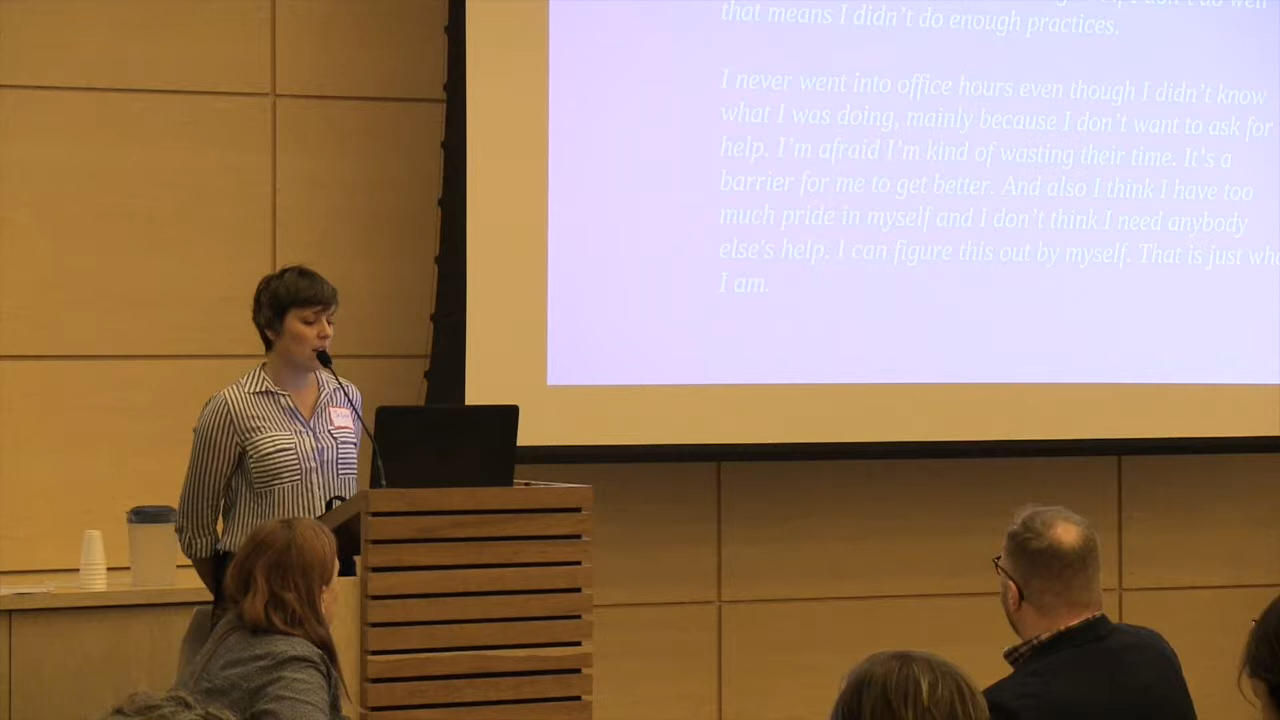 I don't do well
that means I didn't do enough practices.
I never went into office hours even though I didn't know
what I was doing, mainly because I don't want to ask for
help. I'm afraid I'm kind of wasting their time. It's a
barrier for me to get better. And also I think I have too
much pride in myself and I don't think I need anybody
else's help. I can figure this out by myself. That is just
I am.